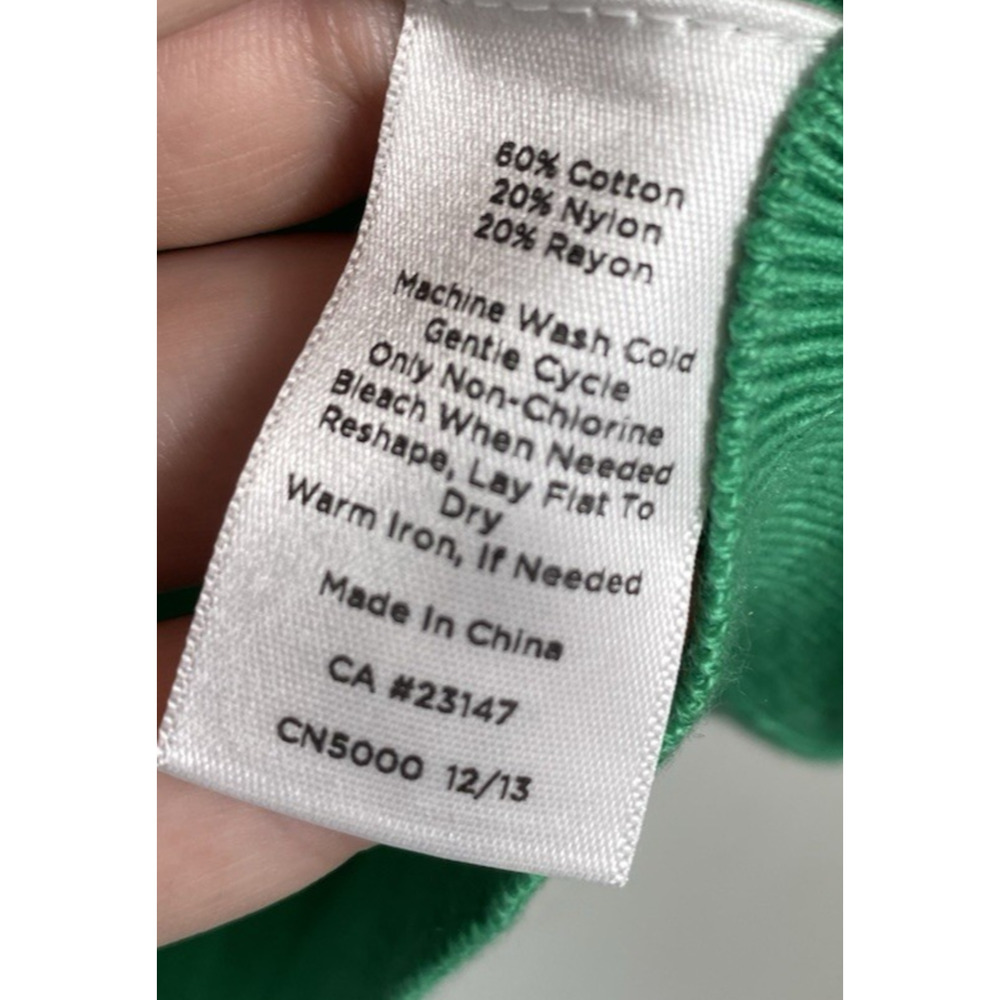 60% Cotton
20% Nylon
20% Rayon
Machine Wash Cold
Gentle Cycle
Only Non-Chlorine
Bleach When Needed
Reshape, Lay Flat To
Dry
Warm Iron, If Needed
Made In China
CA #23147
CN5000 12/13